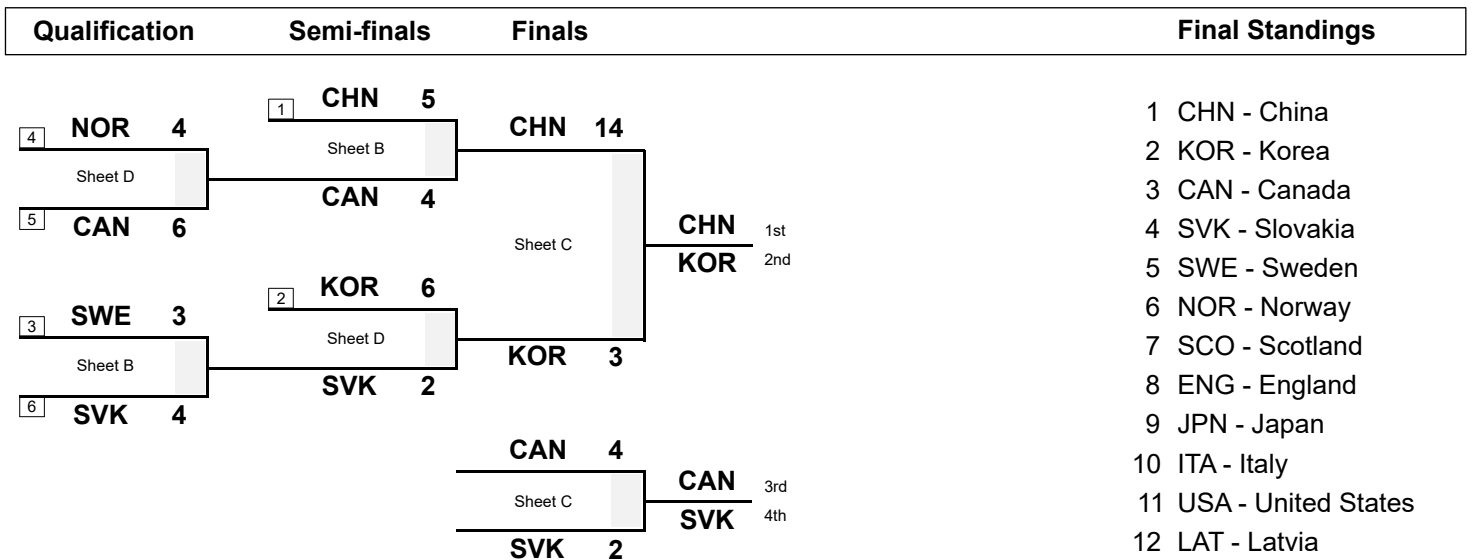 Qualification Semi-finals Finals Final Standings
1 CHN 5
4 NOR 4
Sheet D
5 CAN 6
Sheet B
CAN 4
CHN 14
Sheet C
KOR 3
CHN 1st
KOR 2nd
2 KOR 6
3 SWE 3
Sheet B
6 SVK 4
Sheet D
SVK 2
CAN 4
Sheet C
SVK 2
CAN 3rd
SVK 4th
1 CHN - China
2 KOR - Korea
3 CAN - Canada
4 SVK - Slovakia
5 SWE - Sweden
6 NOR - Norway
7 SCO - Scotland
8 ENG - England
9 JPN - Japan
10 ITA - Italy
11 USA - United States
12 LAT - Latvia